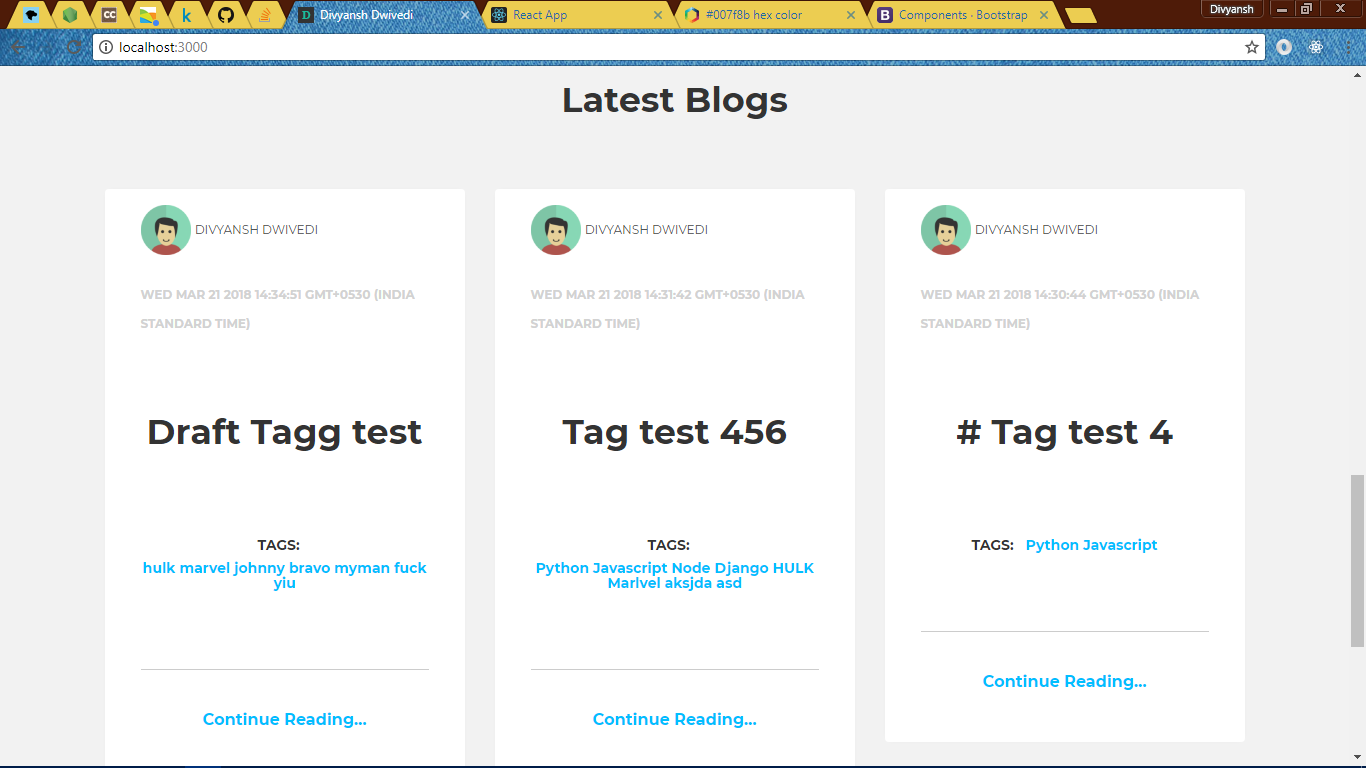 Divyansh Dwivedi
React App
#007f8b hex color
Components · Bootstrap
Divyansh
localhost:3000
Latest Blogs
DIVYANSH DWIVEDI
WED MAR 21 2018 14:34:51 GMT+0530 (INDIA
STANDARD TIME)
Draft Tagg test
TAGS:
hulk marvel johnny bravo myman fuck
yiu
Continue Reading...
DIVYANSH DWIVEDI
WED MAR 21 2018 14:31:42 GMT+0530 (INDIA
STANDARD TIME)
Tag test 456
TAGS:
Python Javascript Node Django HULK
Marlvel aksjda asd
Continue Reading...
DIVYANSH DWIVEDI
WED MAR 21 2018 14:30:44 GMT+0530 (INDIA
STANDARD TIME)
# Tag test 4
TAGS: Python Javascript
Continue Reading...